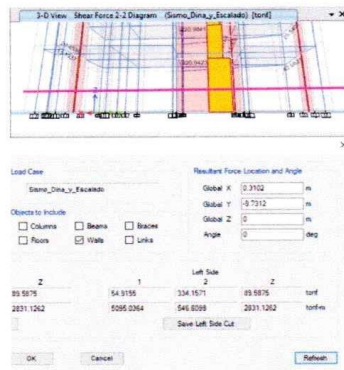 3-D View Shear Force 2-2 Diagram (Sismo_Dina_y_Escalado) [tonf]
Load Case
Sismo_Dina_y_Escalado
Resultant Force Location and Angle
Global X 0.3102 m
Global Y -8.7312 m
Global Z 0 m
Angle 0 deg
Objects to Include
Columns Beams Braces
Floors Walls Links
Left Side
Z 1 2 Z
89.5875 54.9155 334.1571 89.5875 tonf
2831.1262 5095.0364 546.6099 2831.1262 tonf-m
Save Left Side Cut
OK Cancel Refresh